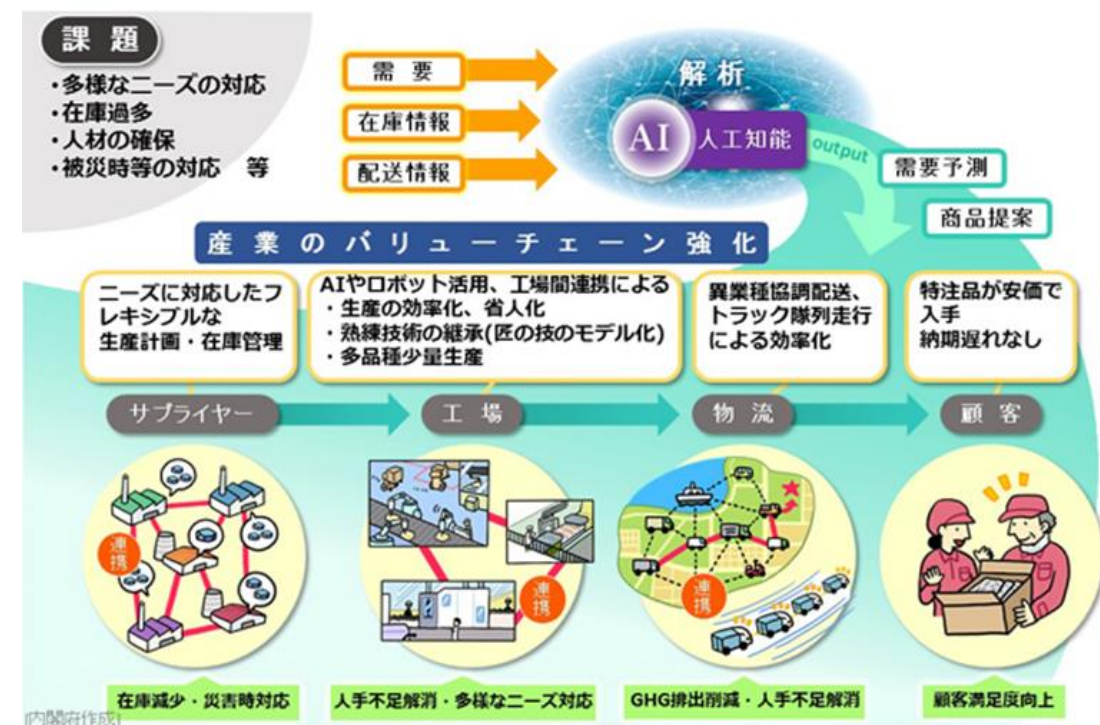 課題
・多様なニーズの対応
・在庫過多
・人材の確保
・被災時等の対応　等
需要
在庫情報
配送情報
解析
AI 人工知能
output
需要予測
商品提案
産業のバリューチェーン強化
ニーズに対応したフ
レキシブルな
生産計画・在庫管理
AIやロボット活用、工場間連携による
・生産の効率化、省人化
・熟練技術の継承(匠の技のモデル化)
・多品種少量生産
異業種協調配送、
トラック隊列走行
による効率化
特注品が安価で
入手
納期遅れなし
サプライヤー
工場
物流
顧客
連携
連携
連携
在庫減少・災害時対応
人手不足解消・多様なニーズ対応
GHG排出削減・人手不足解消
顧客満足度向上
[内閣府作成]